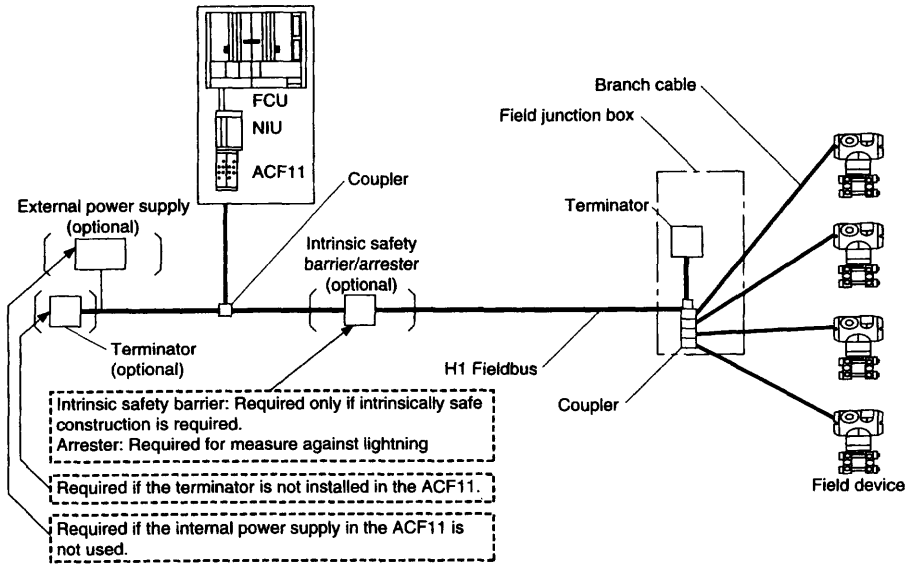 FCU
NIU
ACF11
Coupler
External power supply
(optional)
Intrinsic safety
barrier/arrester
(optional)
Terminator
(optional)
Branch cable
Field junction box
Terminator
H1 Fieldbus
Coupler
Field device
Intrinsic safety barrier: Required only if intrinsically safe
construction is required.
Arrester: Required for measure against lightning
Required if the terminator is not installed in the ACF11.
Required if the internal power supply in the ACF11 is
not used.